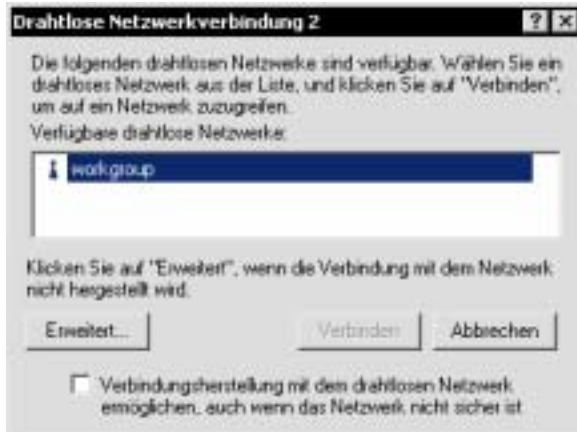 Drahtlose Netzwerkverbindung 2
Die folgenden drahtlosen Netzwerke sind verfügbar. Wählen Sie ein
drahtloses Netzwerk aus der Liste, und klicken Sie auf "Verbinden",
um auf ein Netzwerk zuzugreifen.
Verfügbare drahtlose Netzwerke:
workgroup
Klicken Sie auf "Erweitert", wenn die Verbindung mit dem Netzwerk
nicht hergestellt wird.
Erweitert... Verbinden Abbrechen
Verbindungsherstellung mit dem drahtlosen Netzwerk
ermöglichen, auch wenn das Netzwerk nicht sicher ist